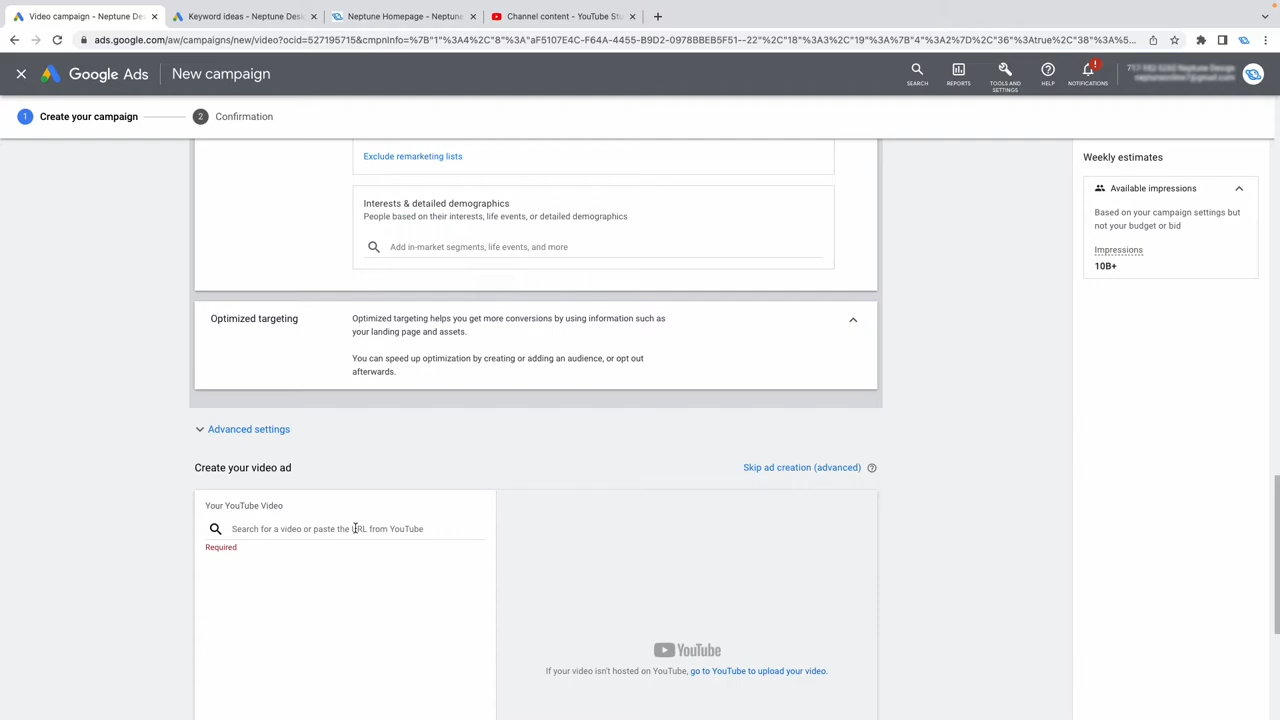 Video campaign - Neptune De
Keyword ideas - Neptune Desi
Neptune Homepage - Neptune
Channel content - YouTube Stu
ads.google.com/aw/campaigns/new/video?ocid=527195715&cmpnInfo=%7B"1"%3A4%2C"8"%3A"aF5107E4C-F64A-4455-B9D2-0978BBEB5F51--22"%2C"18"%3A3%2C"19"%3A%7B"4"%3A2%7D%2C"36"%3Atrue%2C"38"%3A%5...
Google Ads
New campaign
SEARCH
REPORTS
TOOLS AND
SETTINGS
HELP
NOTIFICATIONS
1 Create your campaign
2 Confirmation
Exclude remarketing lists
Interests & detailed demographics
People based on their interests, life events, or detailed demographics
Add in-market segments, life events, and more
Optimized targeting
Optimized targeting helps you get more conversions by using information such as
your landing page and assets.
You can speed up optimization by creating or adding an audience, or opt out
afterwards.
Advanced settings
Create your video ad
Skip ad creation (advanced)
Your YouTube Video
Search for a video or paste the URL from YouTube
Required
YouTube
If your video isn't hosted on YouTube, go to YouTube to upload your video.
Weekly estimates
Available impressions
Based on your campaign settings but
not your budget or bid
Impressions
10B+